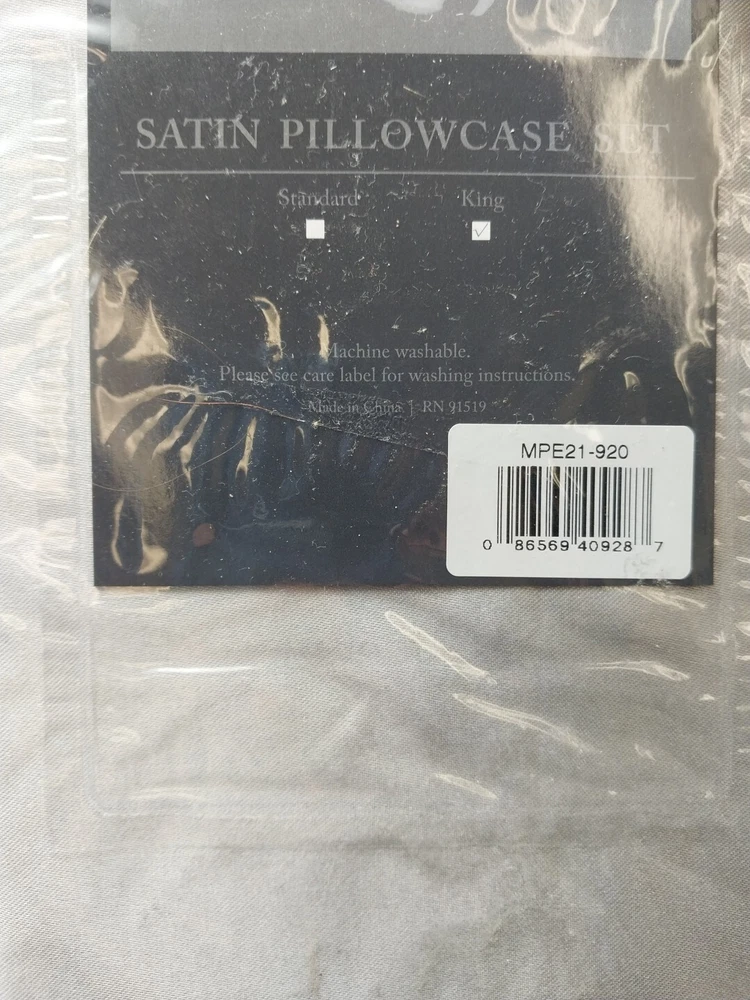 SATIN PILLOWCASE SET
Standard King
Machine washable.
Please see care label for washing instructions.
Made in China | RN 91519
MPE21-920
0 86569 40928 7